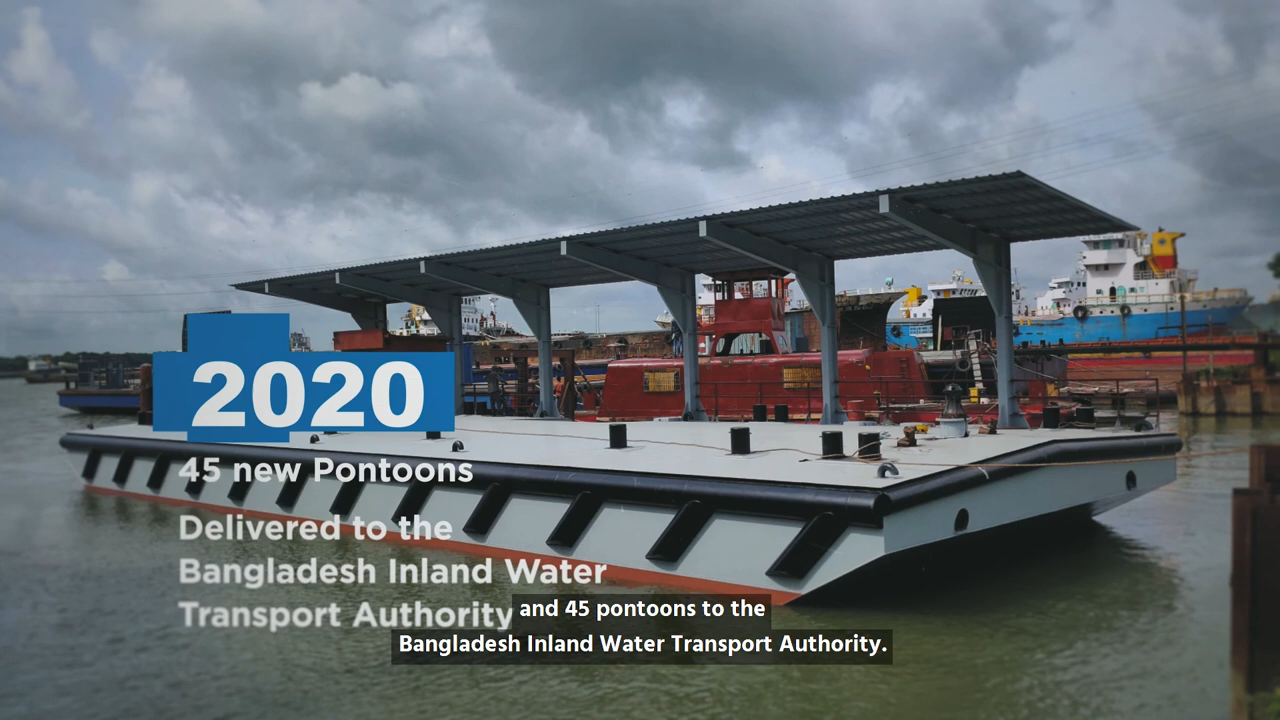 2020
45 new Pontoons
Delivered to the
Bangladesh Inland Water
Transport Authority
and 45 pontoons to the
Bangladesh Inland Water Transport Authority.